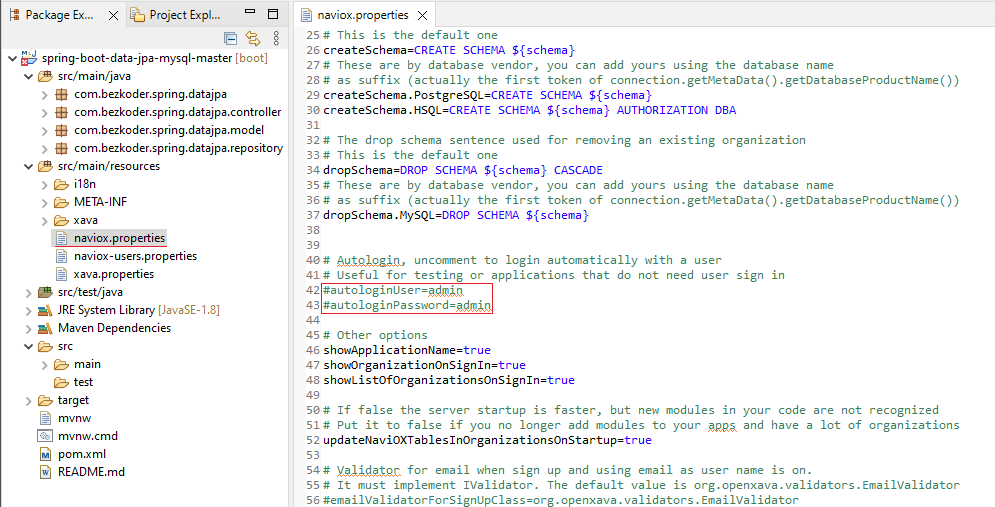 Package Ex...
Project Expl...
spring-boot-data-jpa-mysql-master [boot]
src/main/java
com.bezkoder.spring.datajpa
com.bezkoder.spring.datajpa.controller
com.bezkoder.spring.datajpa.model
com.bezkoder.spring.datajpa.repository
src/main/resources
i18n
META-INF
xava
naviox.properties
naviox-users.properties
xava.properties
src/test/java
JRE System Library [JavaSE-1.8]
Maven Dependencies
src
main
test
target
mvnw
mvnw.cmd
pom.xml
README.md
naviox.properties
25 # This is the default one
26 createSchema=CREATE SCHEMA ${schema}
27 # These are by database vendor, you can add yours using the database name
28 # as suffix (actually the first token of connection.getMetaData().getDatabaseProductName())
29 createSchema.PostgreSQL=CREATE SCHEMA ${schema}
30 createSchema.HSQL=CREATE SCHEMA ${schema} AUTHORIZATION DBA
31
32 # The drop schema sentence used for removing an existing organization
33 # This is the default one
34 dropSchema=DROP SCHEMA ${schema} CASCADE
35 # These are by database vendor, you can add yours using the database name
36 # as suffix (actually the first token of connection.getMetaData().getDatabaseProductName())
37 dropSchema.MySQL=DROP SCHEMA ${schema}
38
39
40 # Autologin, uncomment to login automatically with a user
41 # Useful for testing or applications that do not need user sign in
42 #autologinUser=admin
43 #autologinPassword=admin
44
45 # Other options
46 showApplicationName=true
47 showOrganizationOnSignIn=true
48 showListOfOrganizationsOnSignIn=true
49
50 # If false the server startup is faster, but new modules in your code are not recognized
51 # Put it to false if you no longer add modules to your apps and have a lot of organizations
52 updateNaviOXTablesInOrganizationsOnStartup=true
53
54 # Validator for email when sign up and using email as user name is on.
55 # It must implement IValidator. The default value is org.openxava.validators.EmailValidator
56 #emailValidatorForSignUpClass=org.openxava.validators.EmailValidator